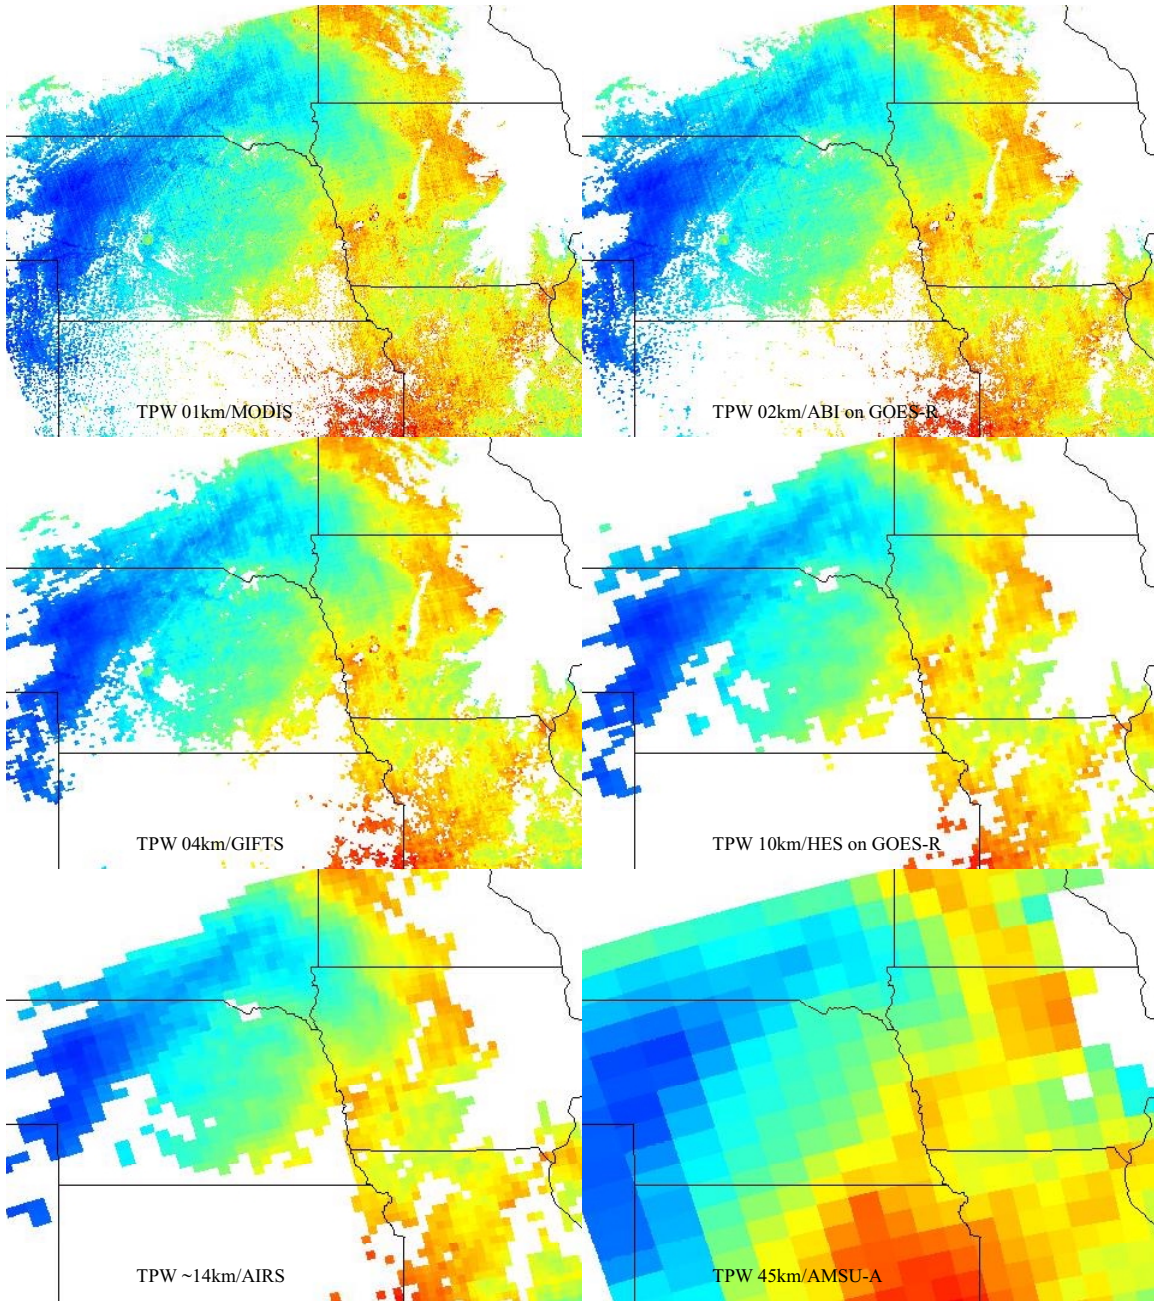 TPW 01km/MODIS
TPW 02km/ABI on GOES-R
TPW 04km/GIFTS
TPW 10km/HES on GOES-R
TPW ~14km/AIRS
TPW 45km/AMSU-A